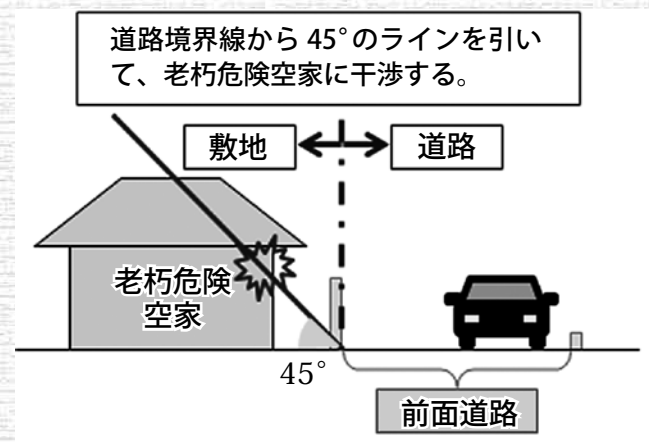 道路境界線から 45°のラインを引い
て、老朽危険空家に干渉する。
敷地
道路
老朽危険
空家
45°
前面道路